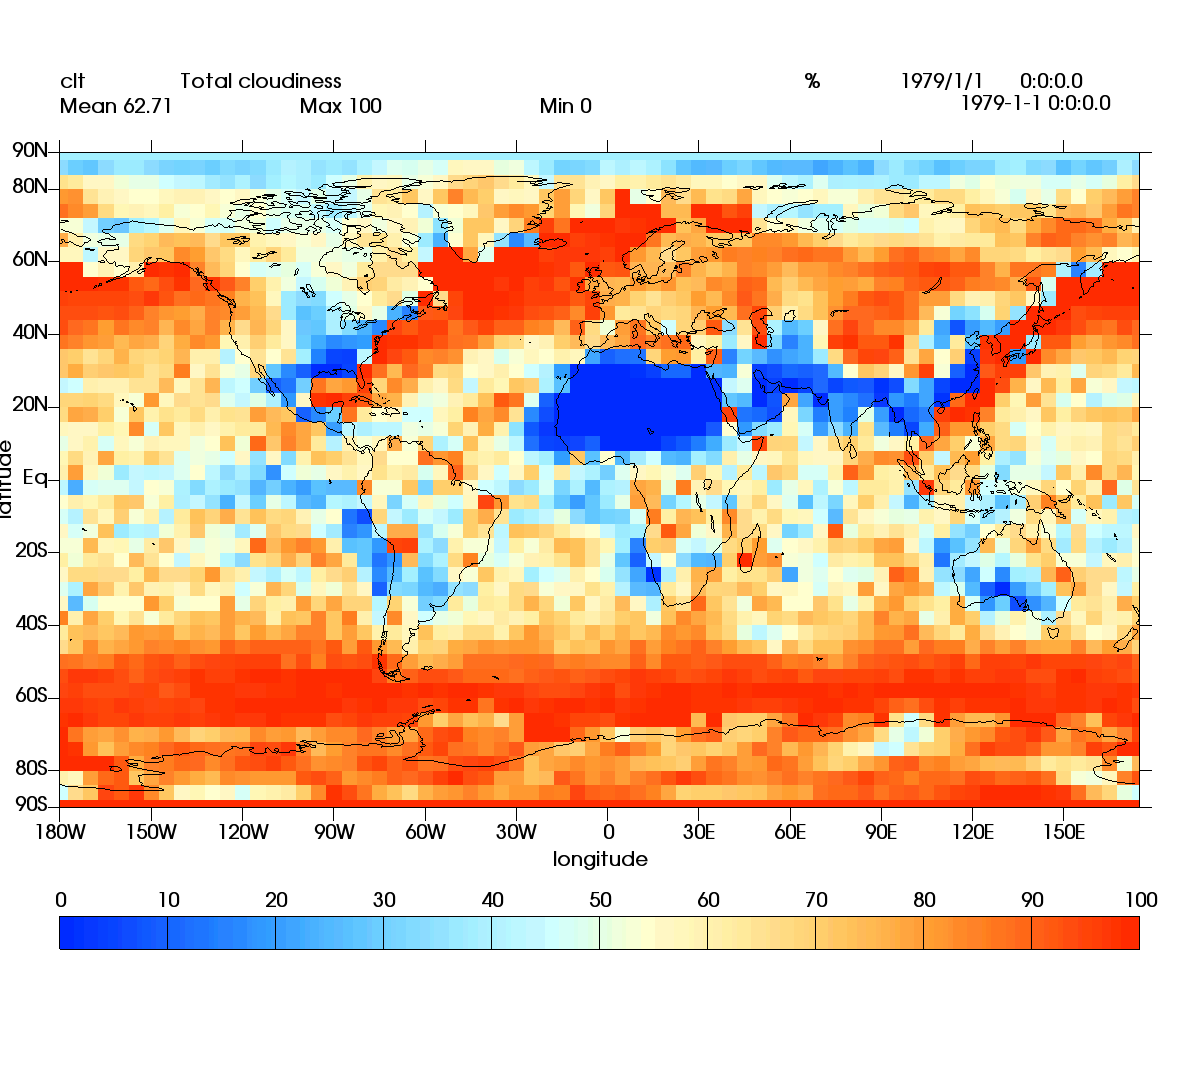 clt Total cloudiness % 1979/1/1 0:0:0.0
Mean 62.71 Max 100 Min 0 1979-1-1 0:0:0.0
90N
80N
60N
40N
20N
Eq
20S
40S
60S
80S
90S
latitude
180W 150W 120W 90W 60W 30W 0 30E 60E 90E 120E 150E
longitude
0 10 20 30 40 50 60 70 80 90 100